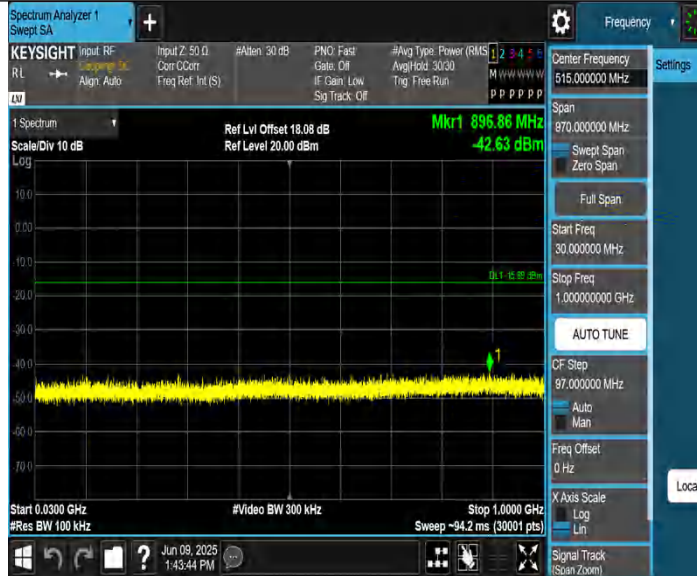 Spectrum Analyzer 1
Swept SA
+
KEYSIGHT
RL
Input: RF
Coupling: DC
Align: Auto
Input Z: 50 Ω
Corr CCorr
Freq Ref: Int (S)
#Atten: 30 dB
PNO: Fast
Gate: Off
IF Gain: Low
Sig Track: Off
#Avg Type: Power (RMS
Avg|Hold: 30/30
Trig: Free Run
1 2 3 4 5 6
M W W W W W
P P P P P P
1 Spectrum
Scale/Div 10 dB
Log
Ref Lvl Offset 18.08 dB
Ref Level 20.00 dBm
Mkr1 896.86 MHz
-42.63 dBm
10.0
0.00
-10.0
-20.0
-30.0
-40.0
-50.0
-60.0
-70.0
1
Start 0.0300 GHz
#Res BW 100 kHz
#Video BW 300 kHz
Stop 1.0000 GHz
Sweep ~94.2 ms (30001 pts)
?
Jun 09, 2025
1:43:44 PM
Frequency
Settings
Center Frequency
515.000000 MHz
Span
970.000000 MHz
Swept Span
Zero Span
Full Span
Start Freq
30.000000 MHz
Stop Freq
1.000000000 GHz
AUTO TUNE
CF Step
97.000000 MHz
Auto
Man
Freq Offset
0 Hz
X Axis Scale
Log
Lin
Signal Track
(Span Zoom)
Loca